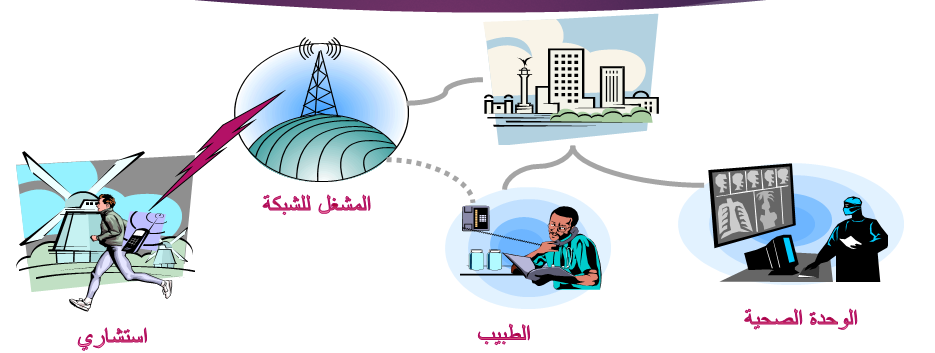 المشغل للشبكة
الوحدة الصحية
الطبيب
استشاري